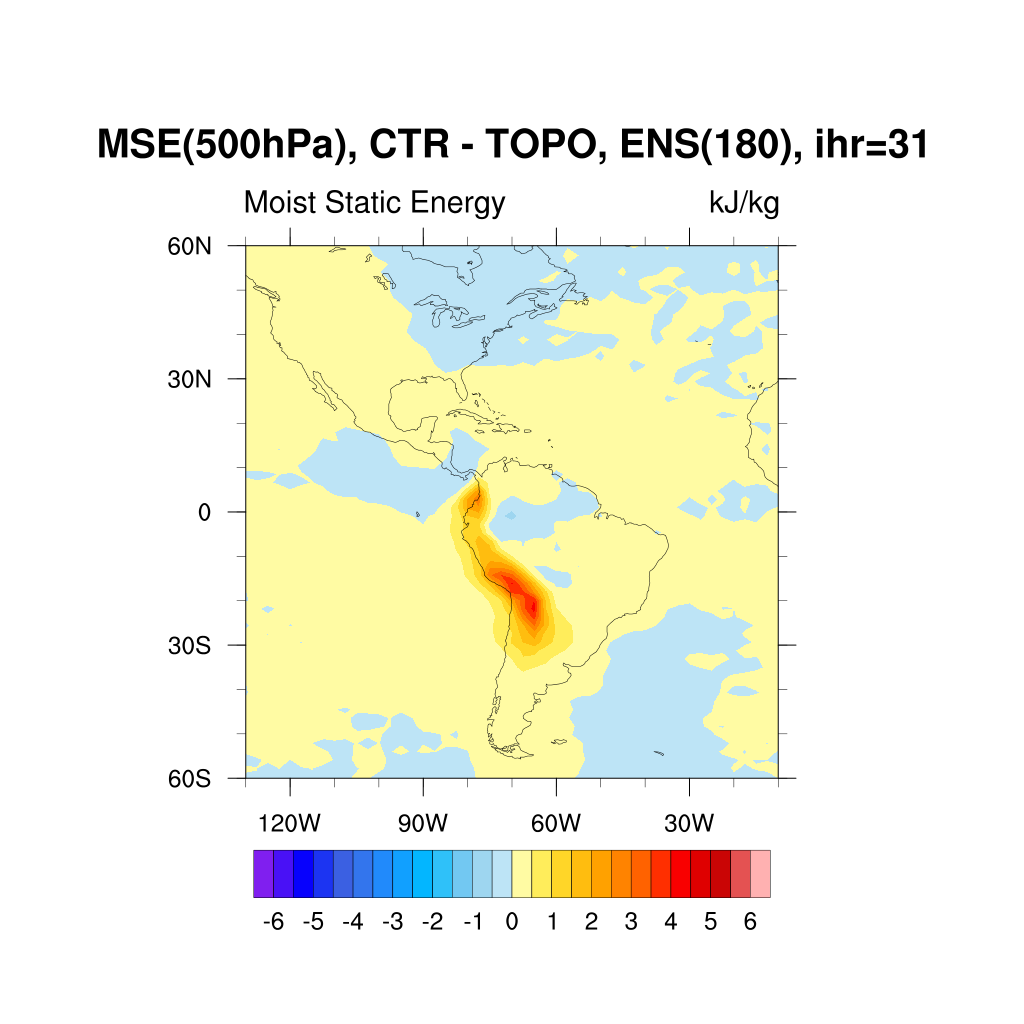 MSE(500hPa), CTR - TOPO, ENS(180), ihr=31
Moist Static Energy kJ/kg
60N
30N
0
30S
60S
120W 90W 60W 30W
-6 -5 -4 -3 -2 -1 0 1 2 3 4 5 6